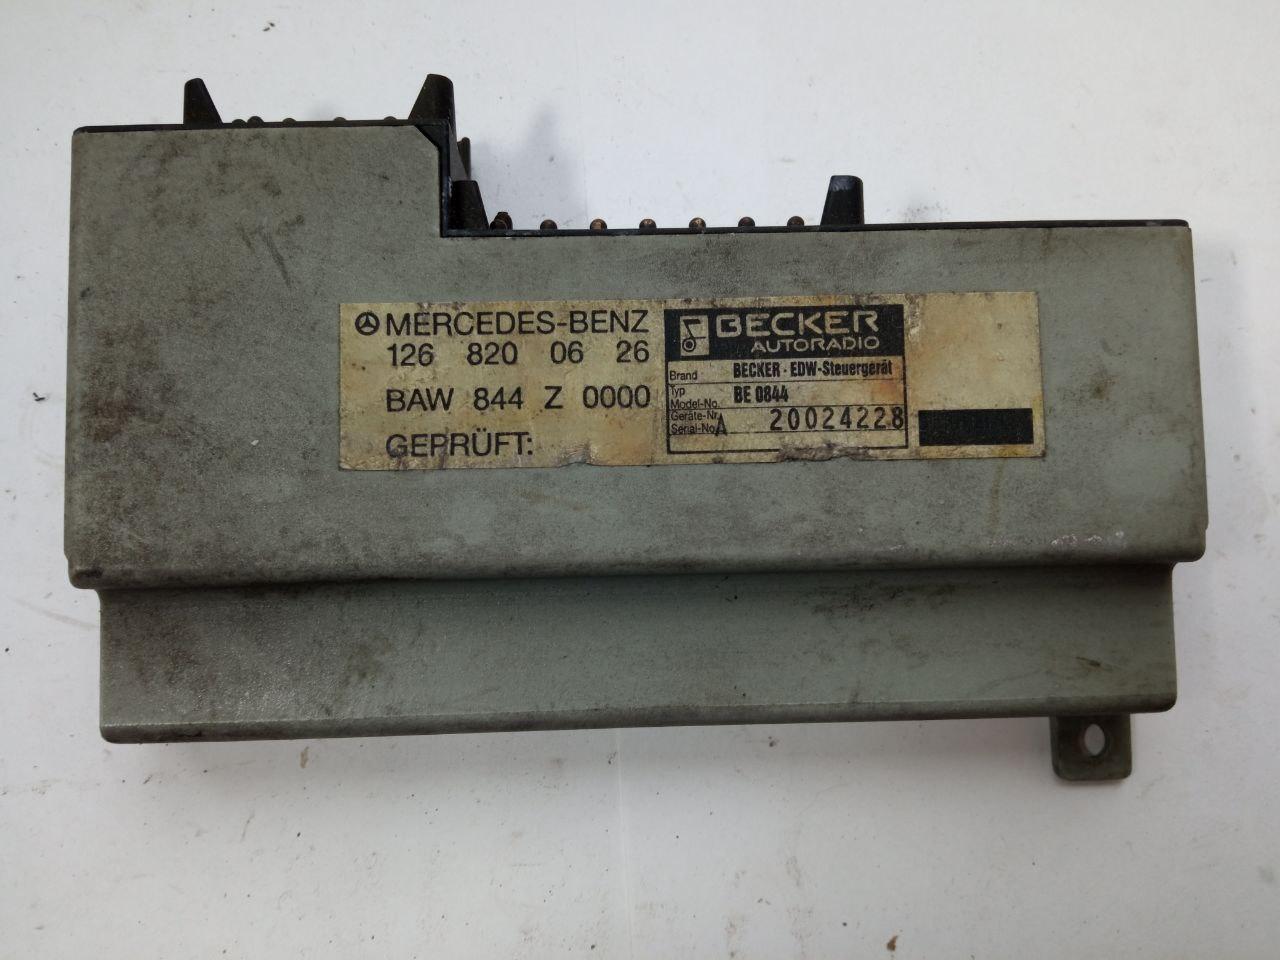 MERCEDES-BENZ
126 820 06 26
BAW 844 Z 0000
GEPRÜFT:
BECKER
AUTORADIO
Brand BECKER · EDW-Steuergerät
Typ
Model-No. BE 0844
Geräte-Nr.
Serial-No. A 20024228